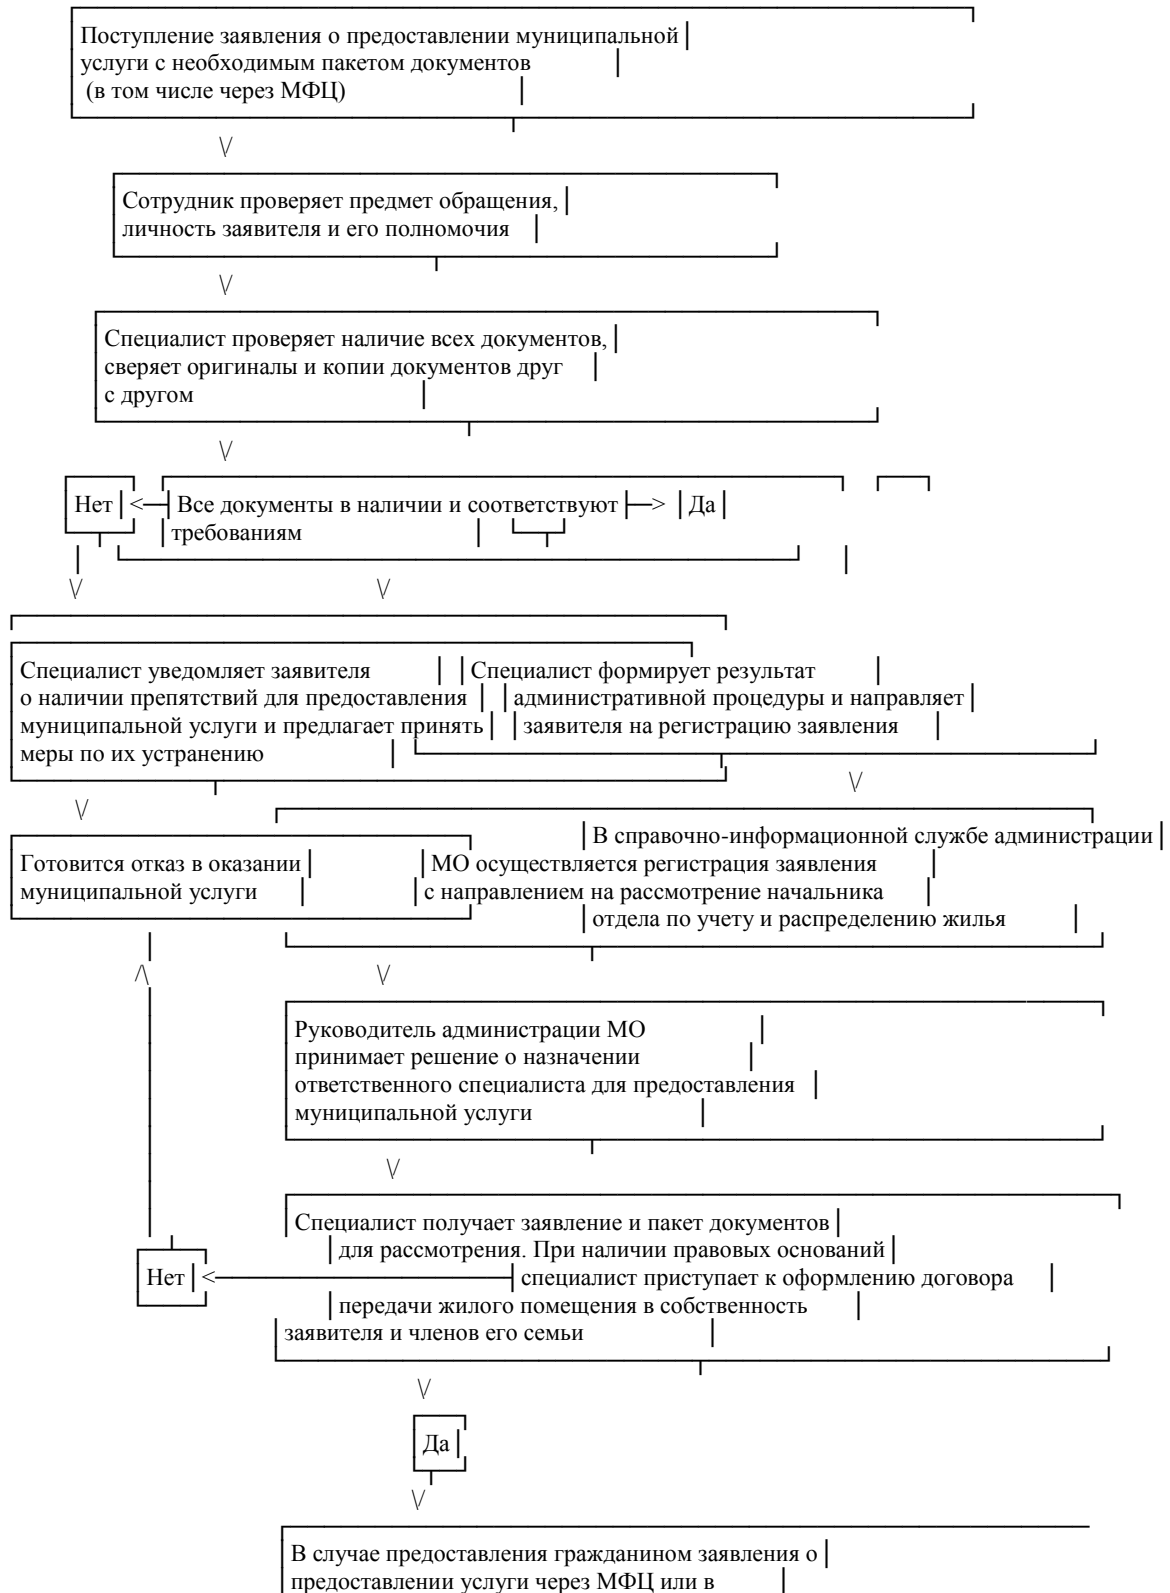 Поступление заявления о предоставлении муниципальной
услуги с необходимым пакетом документов
(в том числе через МФЦ)
Сотрудник проверяет предмет обращения,
личность заявителя и его полномочия
Специалист проверяет наличие всех документов,
сверяет оригиналы и копии документов друг
с другом
Нет
Все документы в наличии и соответствуют
требованиям
Да
Специалист уведомляет заявителя
о наличии препятствий для предоставления
муниципальной услуги и предлагает принять
меры по их устранению
Специалист формирует результат
административной процедуры и направляет
заявителя на регистрацию заявления
Готовится отказ в оказании
муниципальной услуги
В справочно-информационной службе администрации
МО осуществляется регистрация заявления
с направлением на рассмотрение начальника
отдела по учету и распределению жилья
Руководитель администрации МО
принимает решение о назначении
ответственного специалиста для предоставления
муниципальной услуги
Специалист получает заявление и пакет документов
для рассмотрения. При наличии правовых оснований
Нет
специалист приступает к оформлению договора
передачи жилого помещения в собственность
заявителя и членов его семьи
Да
В случае предоставления гражданином заявления о
предоставлении услуги через МФЦ или в